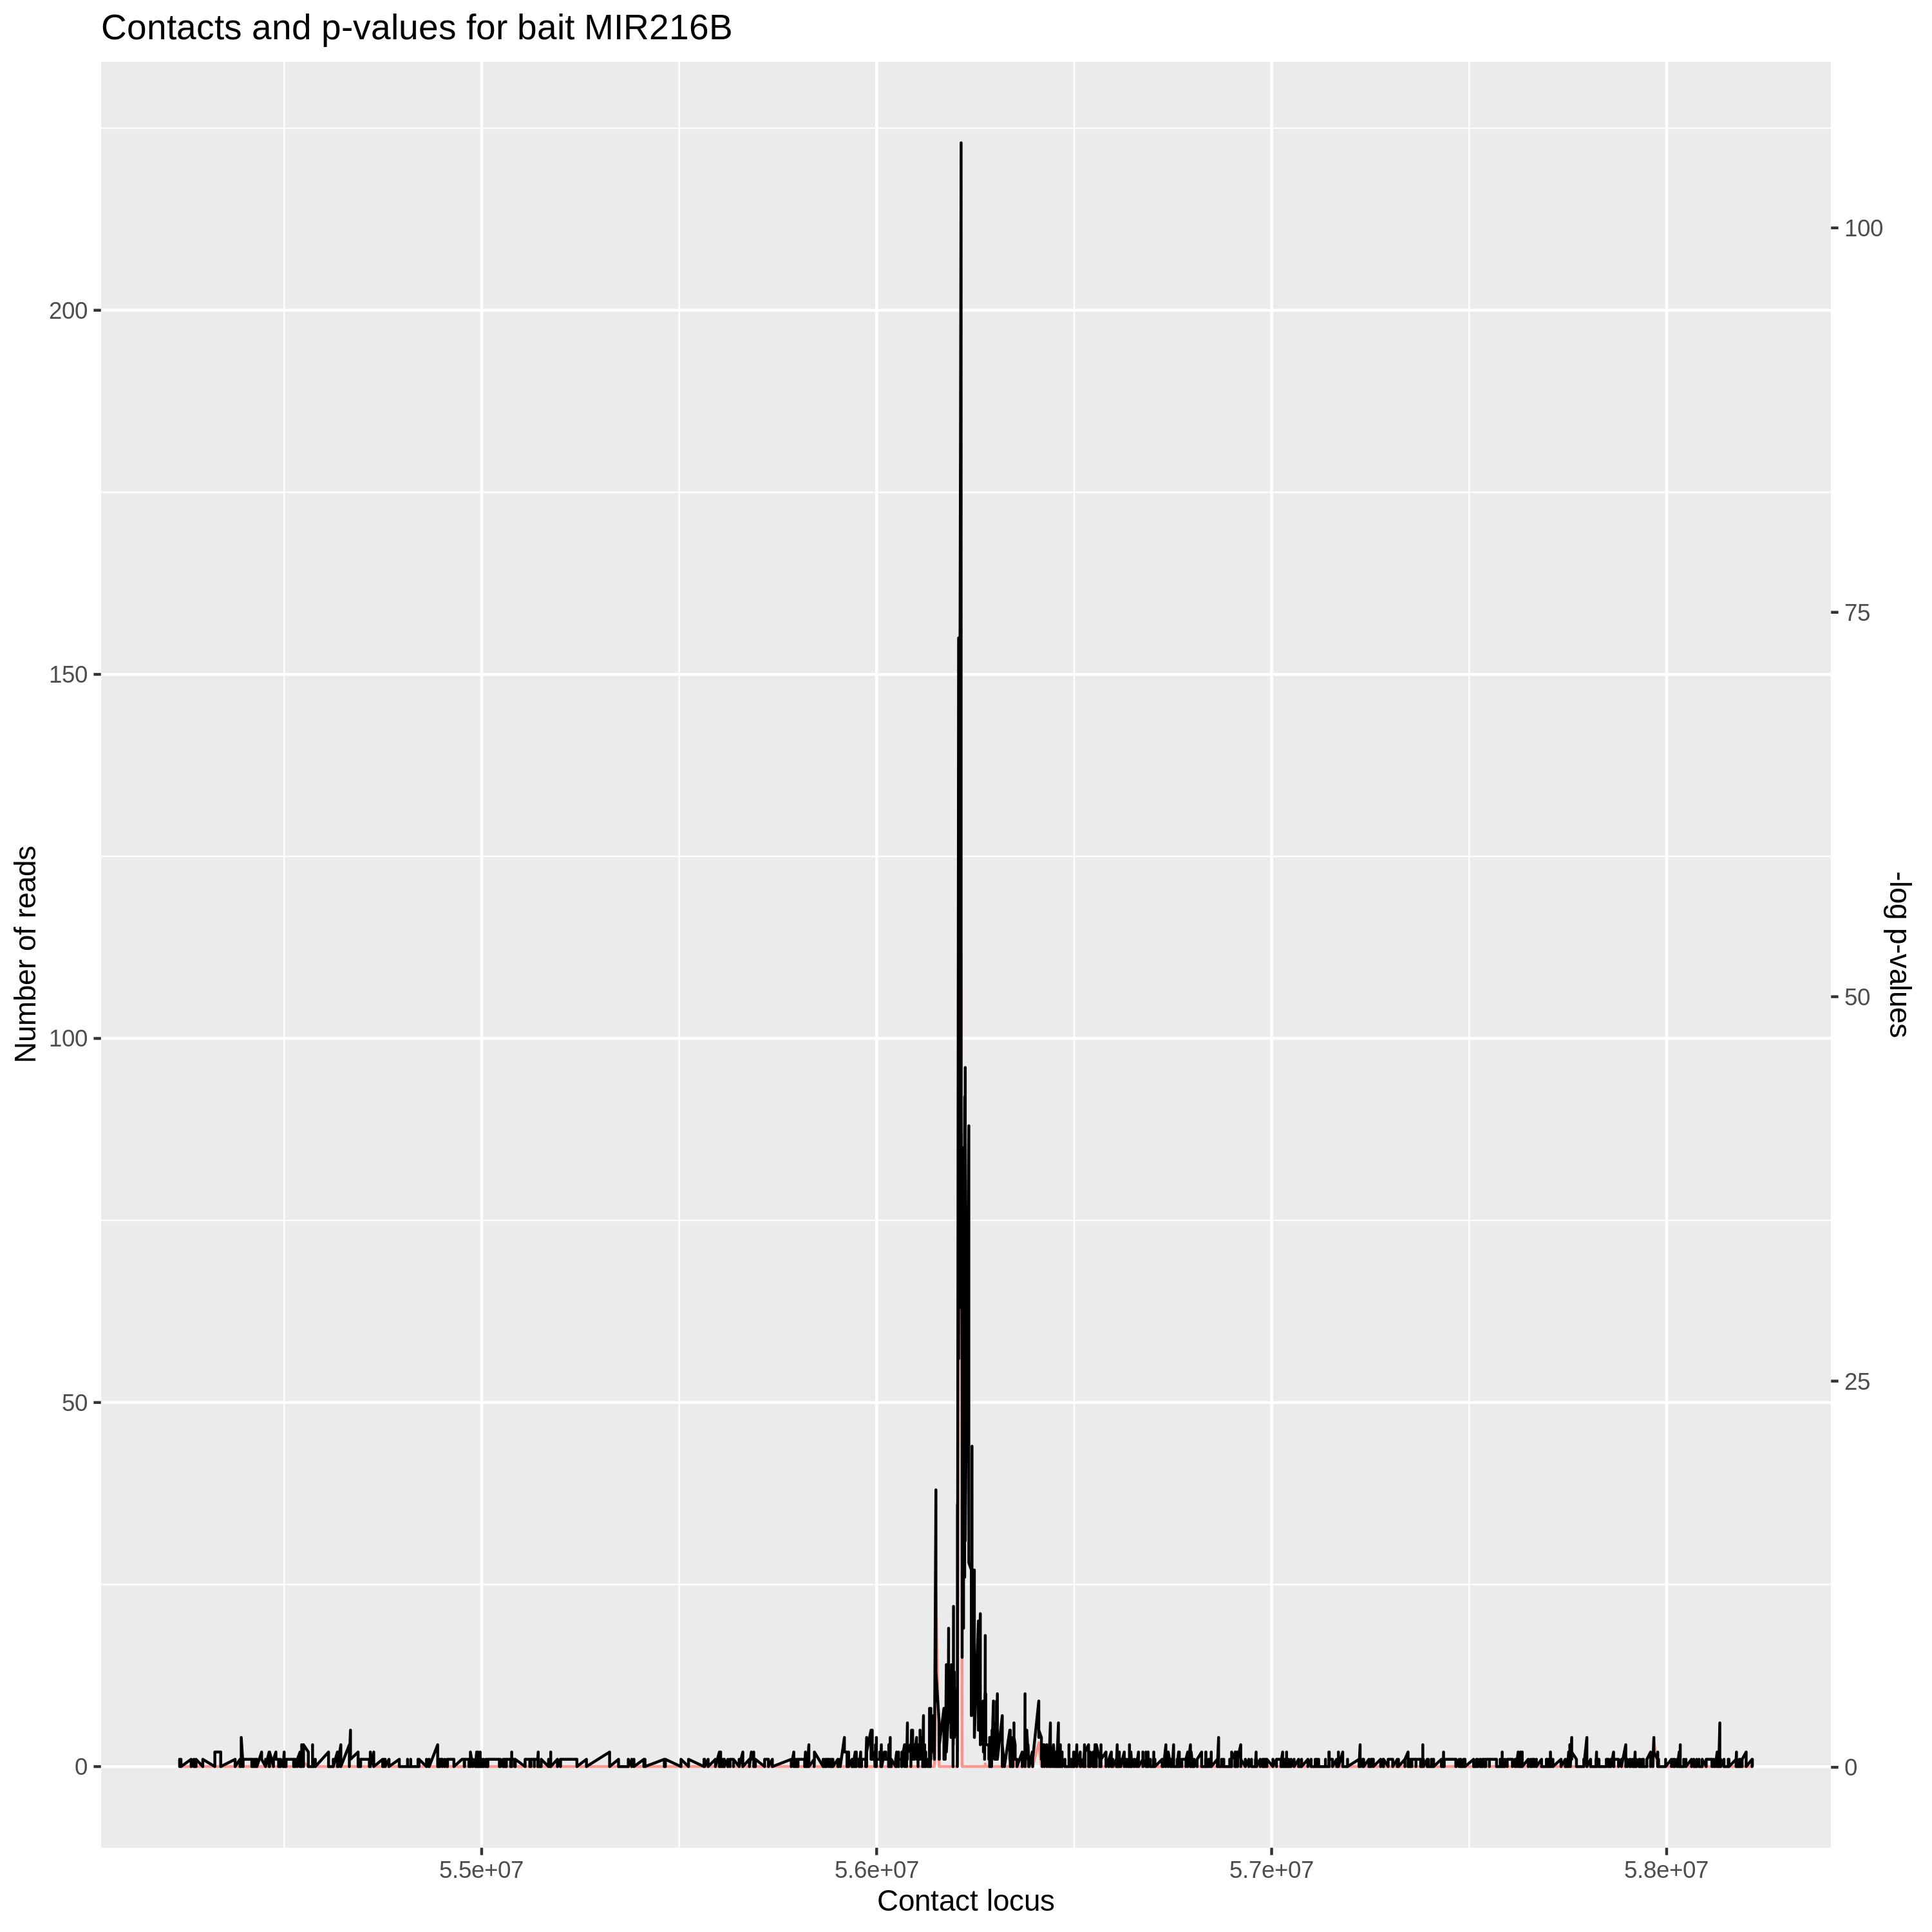 Contacts and p-values for bait MIR216B
Number of reads
200
150
100
50
0
100
75
50
25
0
-log p-values
5.5e+07
5.6e+07
5.7e+07
5.8e+07
Contact locus